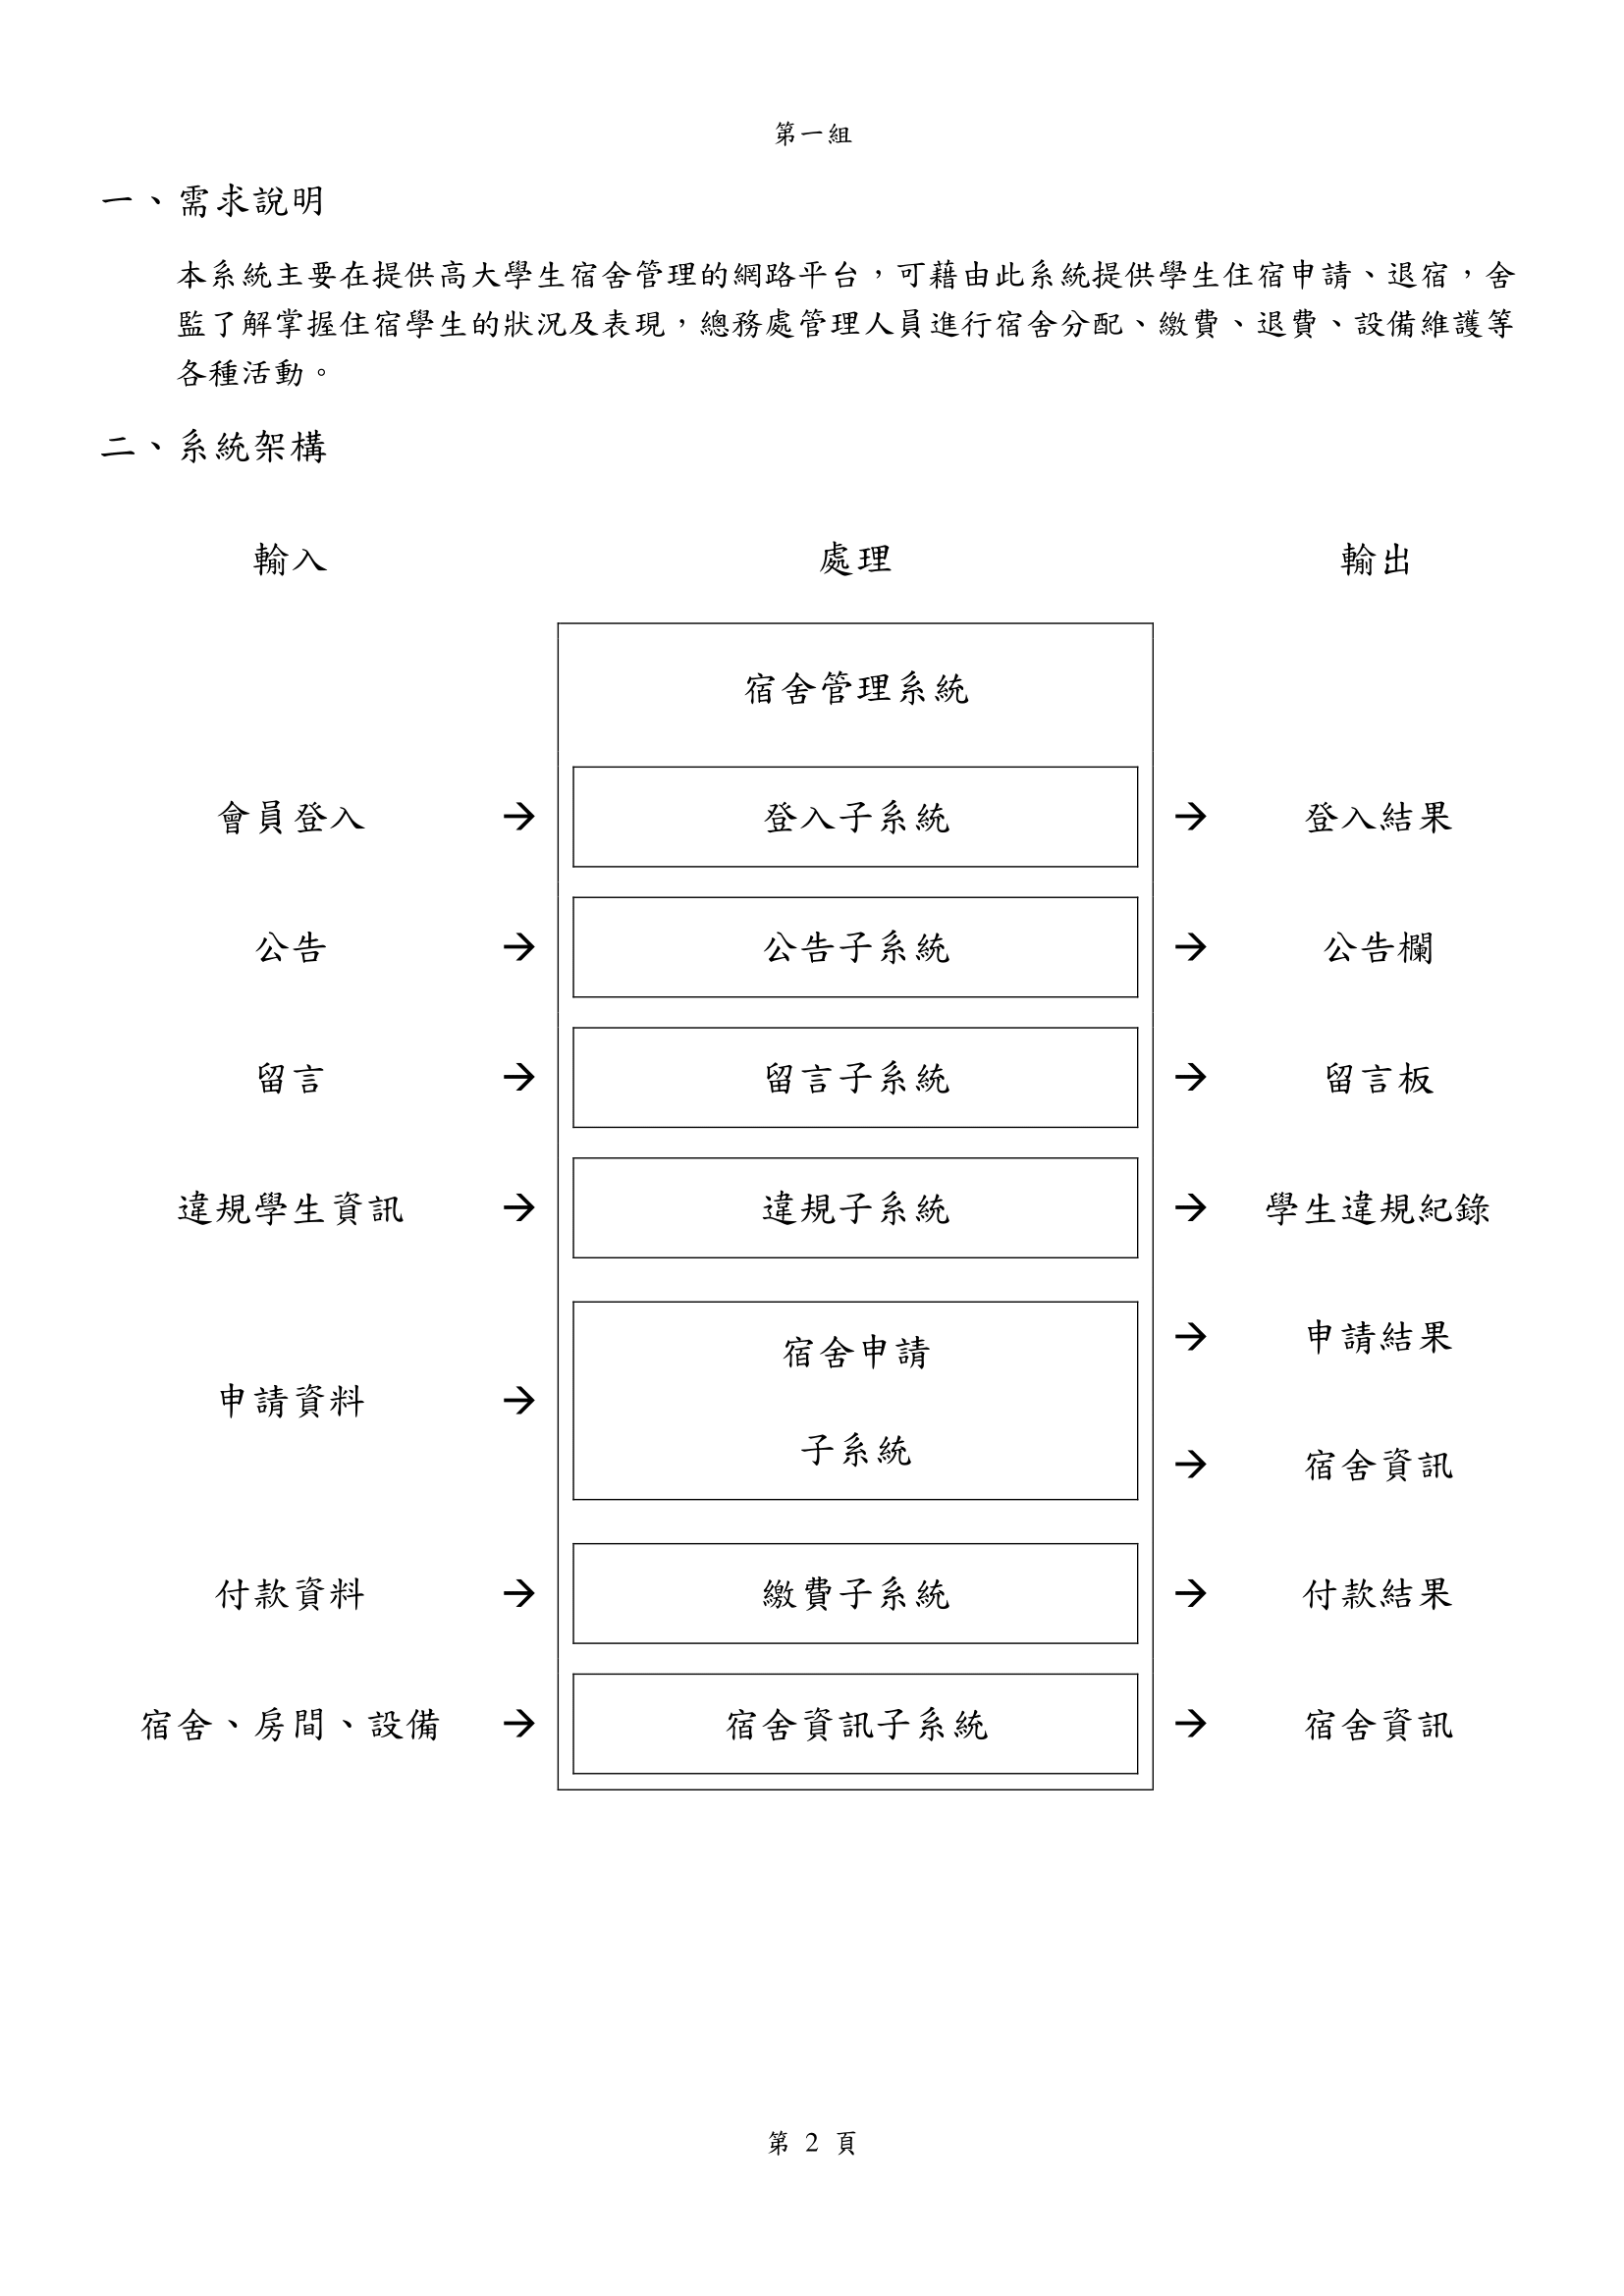 第一組
一、需求說明
本系統主要在提供高大學生宿舍管理的網路平台，可藉由此系統提供學生住宿申請、退宿，舍
監了解掌握住宿學生的狀況及表現，總務處管理人員進行宿舍分配、繳費、退費、設備維護等
各種活動。
二、系統架構
輸入 處理 輸出
宿舍管理系統
會員登入 → 登入子系統 → 登入結果
公告 → 公告子系統 → 公告欄
留言 → 留言子系統 → 留言板
違規學生資訊 → 違規子系統 → 學生違規紀錄
申請資料 → 宿舍申請
子系統
→ 申請結果
→ 宿舍資訊
付款資料 → 繳費子系統 → 付款結果
宿舍、房間、設備 → 宿舍資訊子系統 → 宿舍資訊
第 2 頁